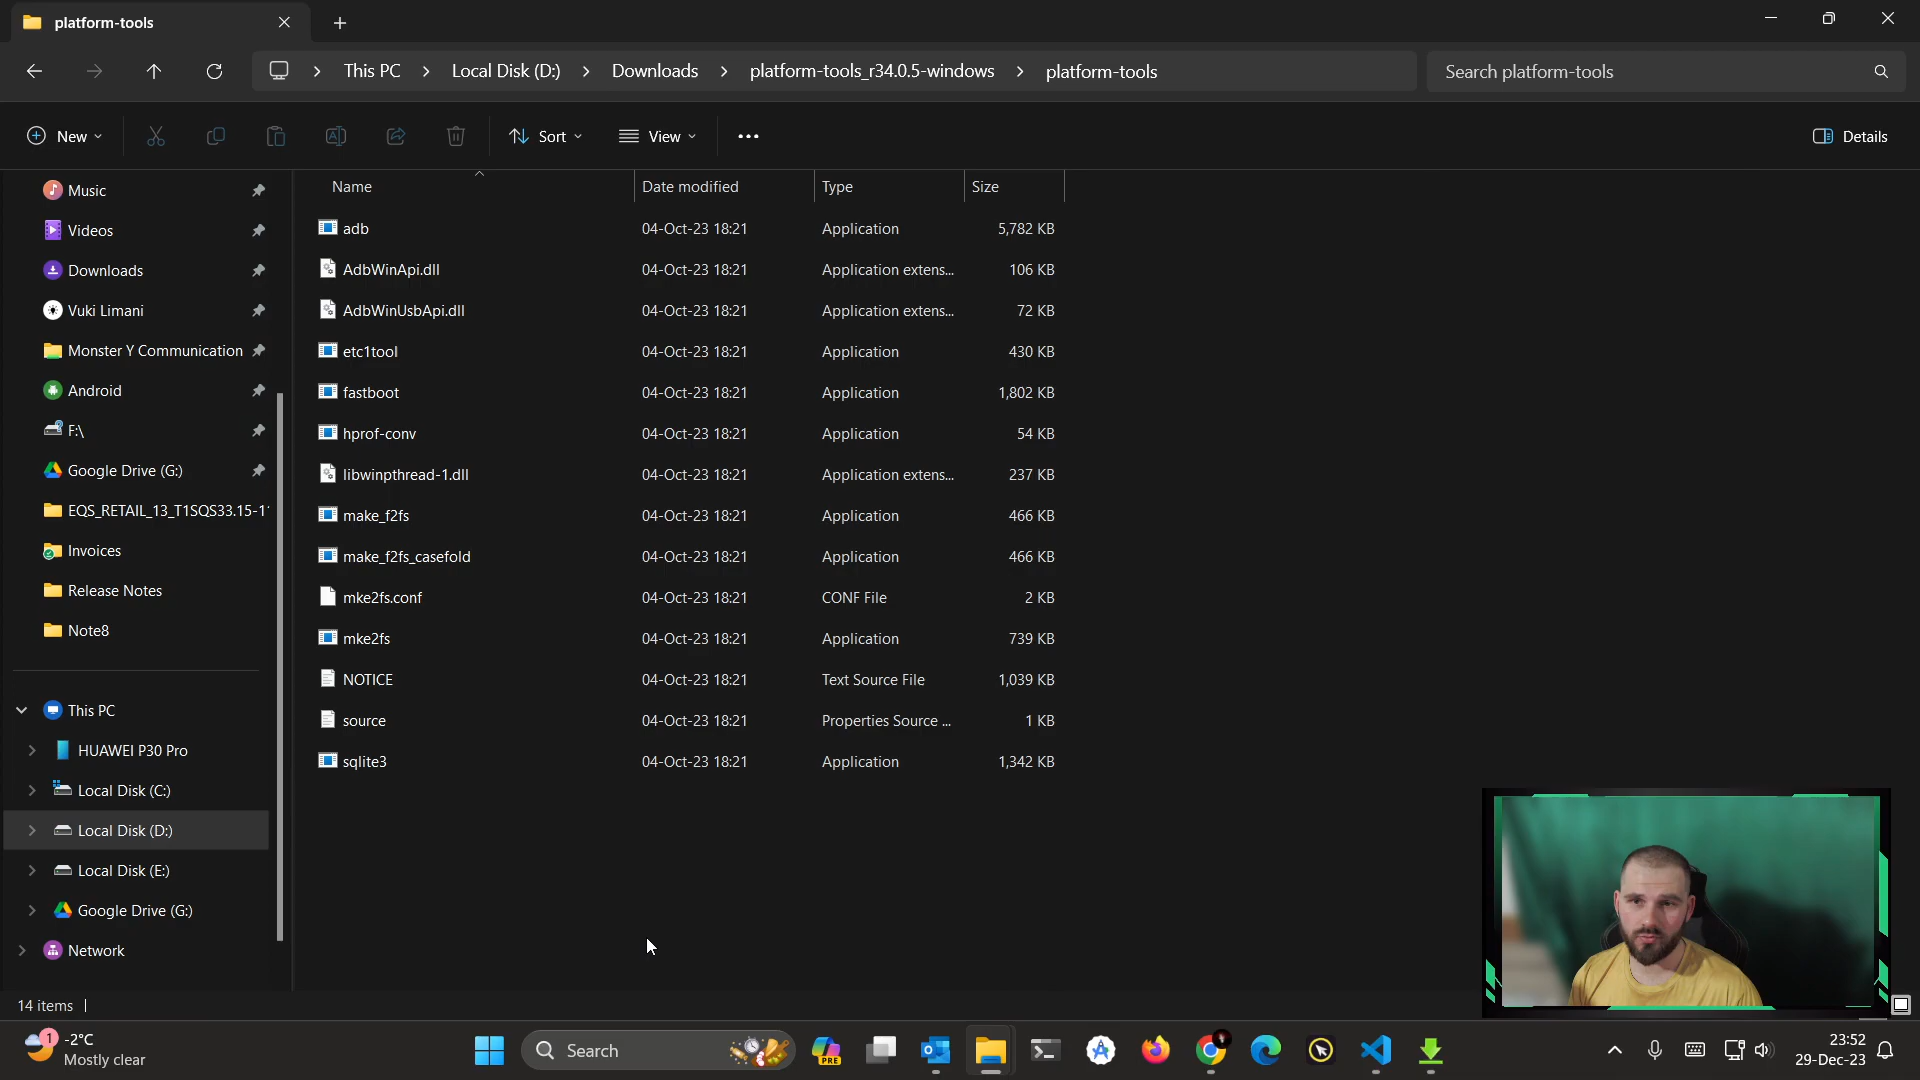 platform-tools
This PC
Local Disk (D:)
Downloads
platform-tools_r34.0.5-windows
platform-tools
Search platform-tools
New
Sort
View
Details
Music
Videos
Downloads
Vuki Limani
Monster Y Communication
Android
F:\
Google Drive (G:)
EQS_RETAIL_13_T1SQS33.15-1
Invoices
Release Notes
Note8
This PC
HUAWEI P30 Pro
Local Disk (C:)
Local Disk (D:)
Local Disk (E:)
Google Drive (G:)
Network
Name Date modified Type Size
adb 04-Oct-23 18:21 Application 5,782 KB
AdbWinApi.dll 04-Oct-23 18:21 Application extens... 106 KB
AdbWinUsbApi.dll 04-Oct-23 18:21 Application extens... 72 KB
etc1tool 04-Oct-23 18:21 Application 430 KB
fastboot 04-Oct-23 18:21 Application 1,802 KB
hprof-conv 04-Oct-23 18:21 Application 54 KB
libwinpthread-1.dll 04-Oct-23 18:21 Application extens... 237 KB
make_f2fs 04-Oct-23 18:21 Application 466 KB
make_f2fs_casefold 04-Oct-23 18:21 Application 466 KB
mke2fs.conf 04-Oct-23 18:21 CONF File 2 KB
mke2fs 04-Oct-23 18:21 Application 739 KB
NOTICE 04-Oct-23 18:21 Text Source File 1,039 KB
source 04-Oct-23 18:21 Properties Source ... 1 KB
sqlite3 04-Oct-23 18:21 Application 1,342 KB
14 items
1
-2°C
Mostly clear
Search
PRE
23:52
29-Dec-23